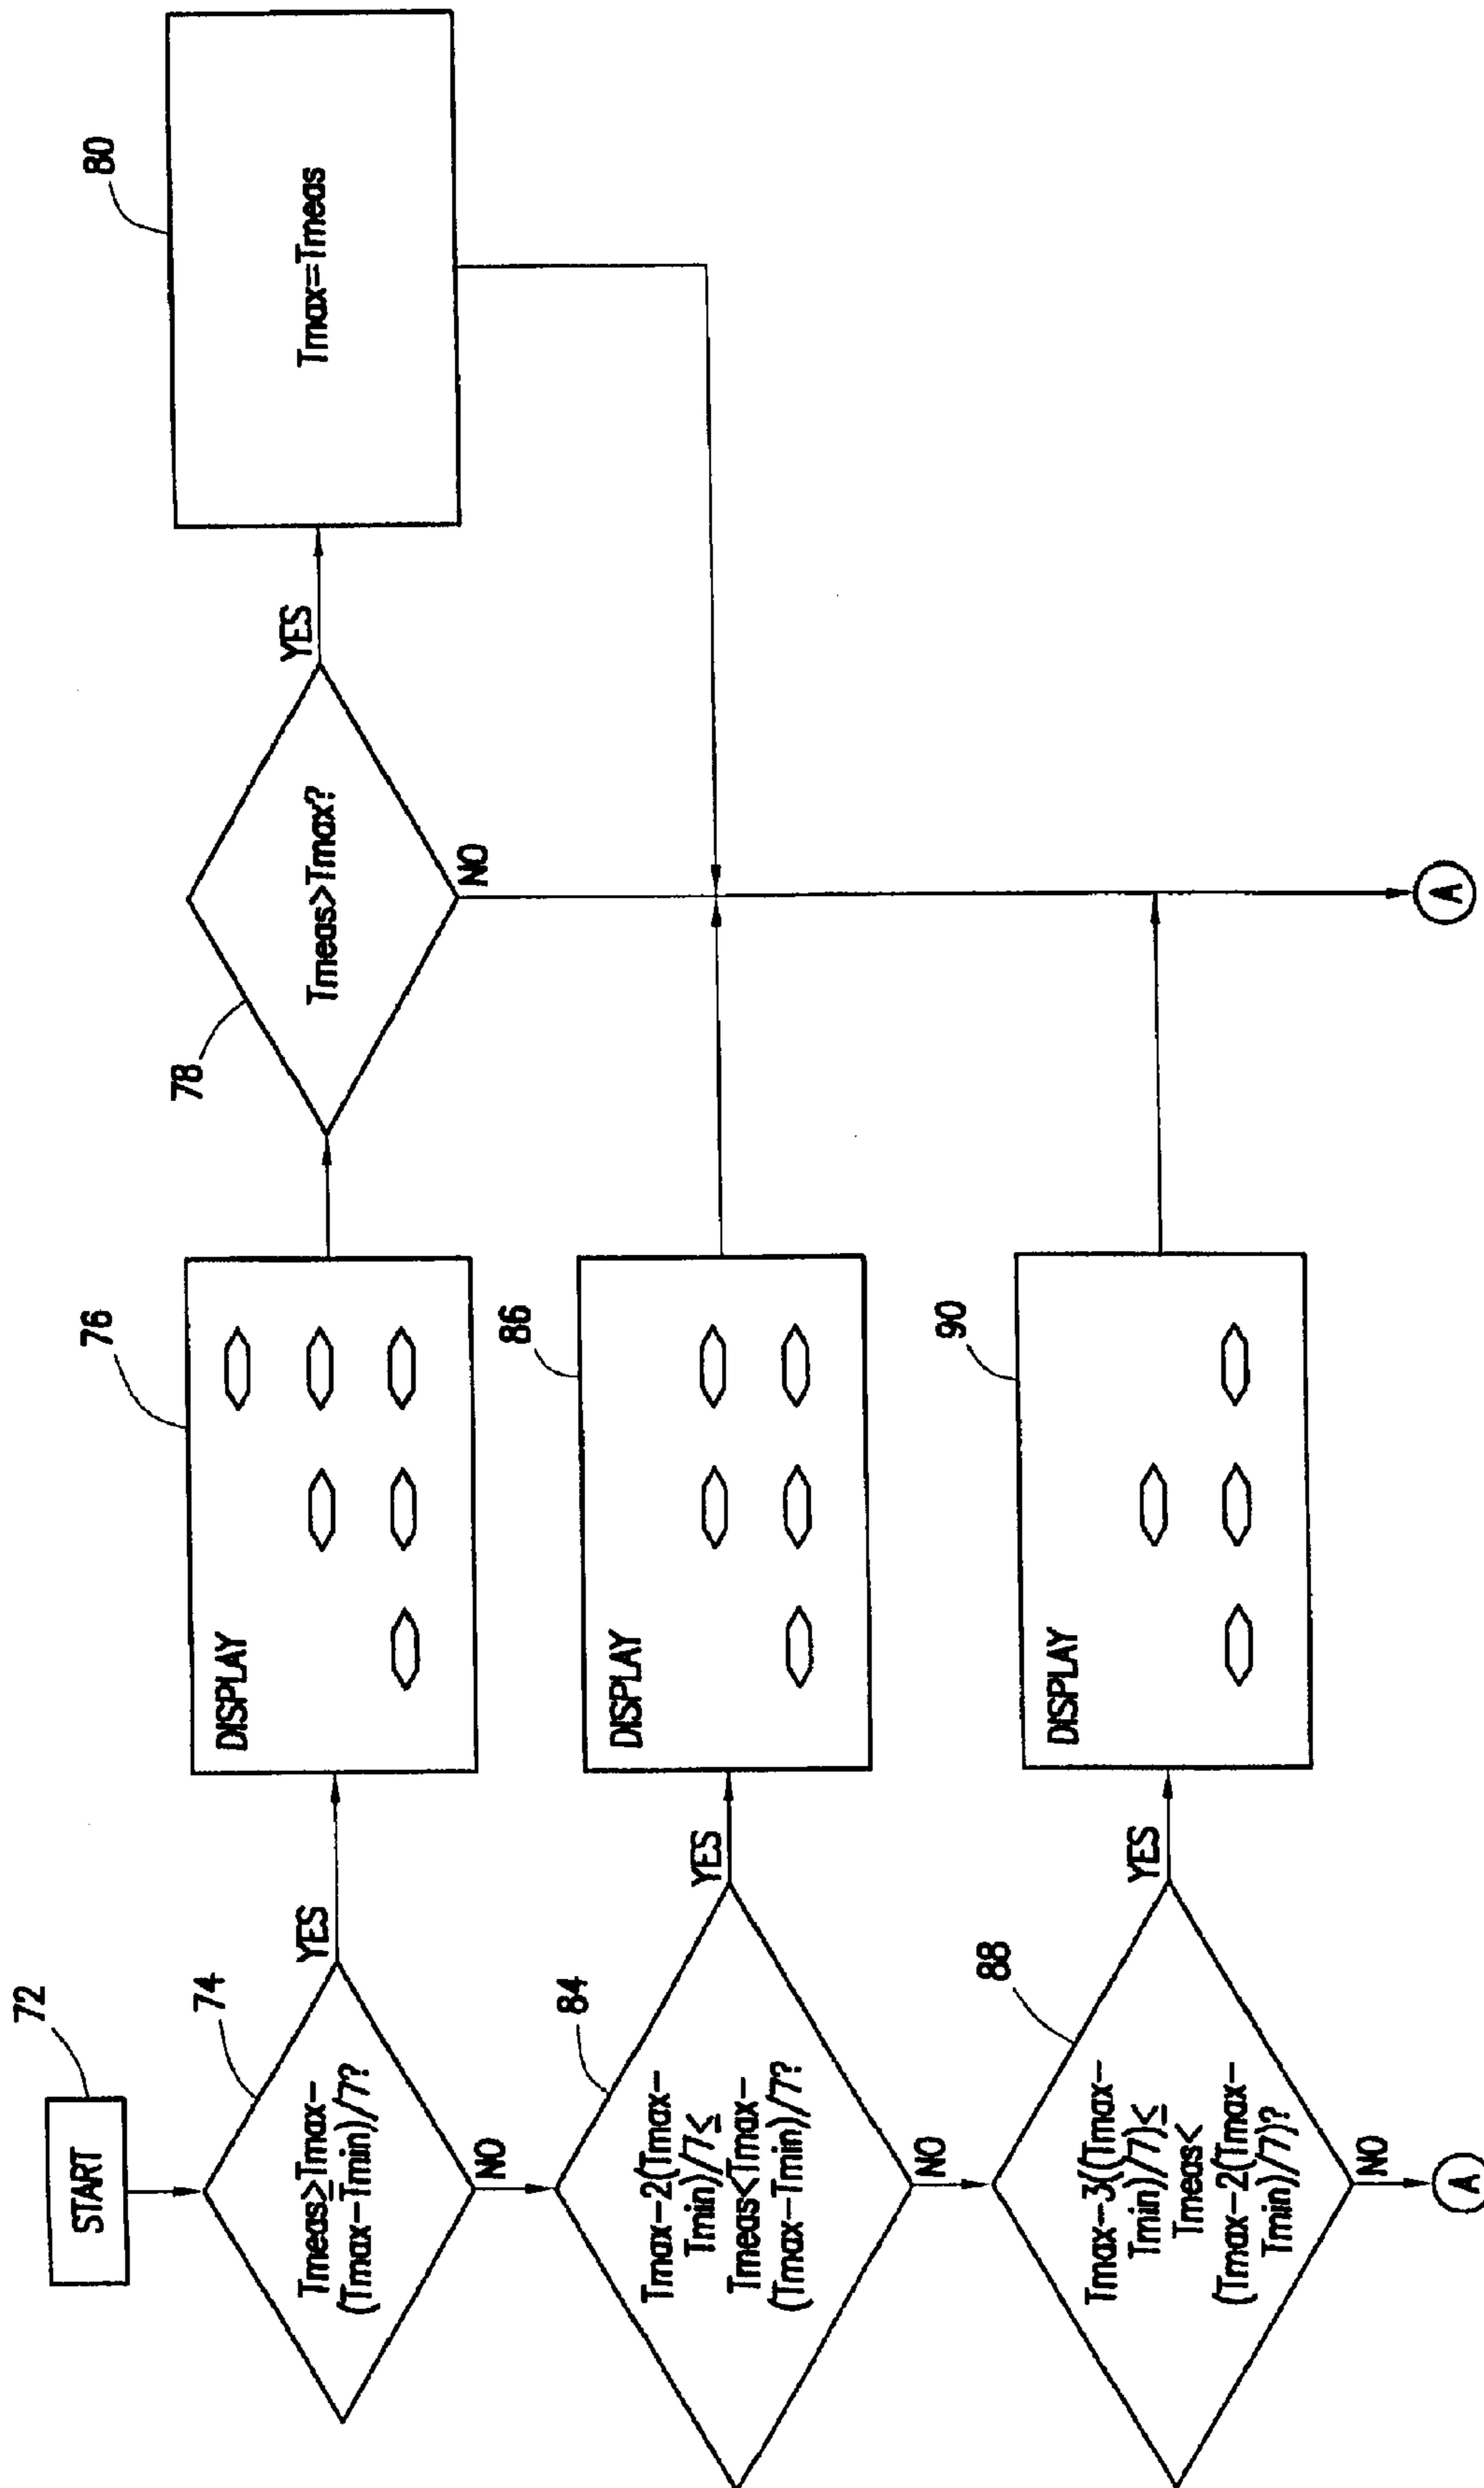 72
START
74
Tmeas≥Tmax–
(Tmax–Tmin)/7?
YES
NO
76
DISPLAY
78
Tmeas>Tmax?
YES
NO
80
Tmax=Tmeas
84
Tmax–2(Tmax–
Tmin)/7≤
Tmeas<Tmax–
(Tmax–Tmin)/7?
YES
NO
86
DISPLAY
88
Tmax–3((Tmax–
Tmin)/7)≤
Tmeas<
(Tmax–2(Tmax–
Tmin)/7)?
YES
NO
90
DISPLAY
A
A